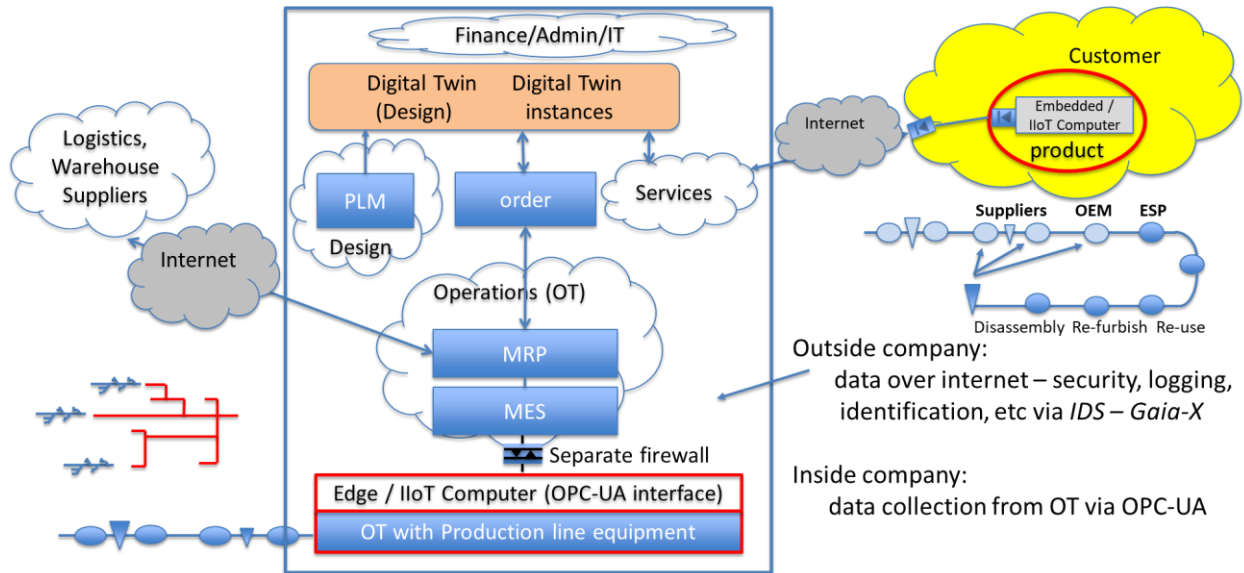 Finance/Admin/IT
Digital Twin
(Design)
Digital Twin
instances
Logistics,
Warehouse
Suppliers
Internet
PLM
Design
order
Services
Internet
Customer
Embedded /
IIoT Computer
product
Suppliers
OEM
ESP
Disassembly
Re-furbish
Re-use
Operations (OT)
MRP
MES
Separate firewall
Edge / IIoT Computer (OPC-UA interface)
OT with Production line equipment
Outside company:
data over internet – security, logging,
identification, etc via IDS – Gaia-X
Inside company:
data collection from OT via OPC-UA